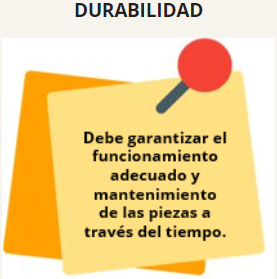 DURABILIDAD
Debe garantizar el
funcionamiento
adecuado y
mantenimiento
de las piezas a
través del tiempo.